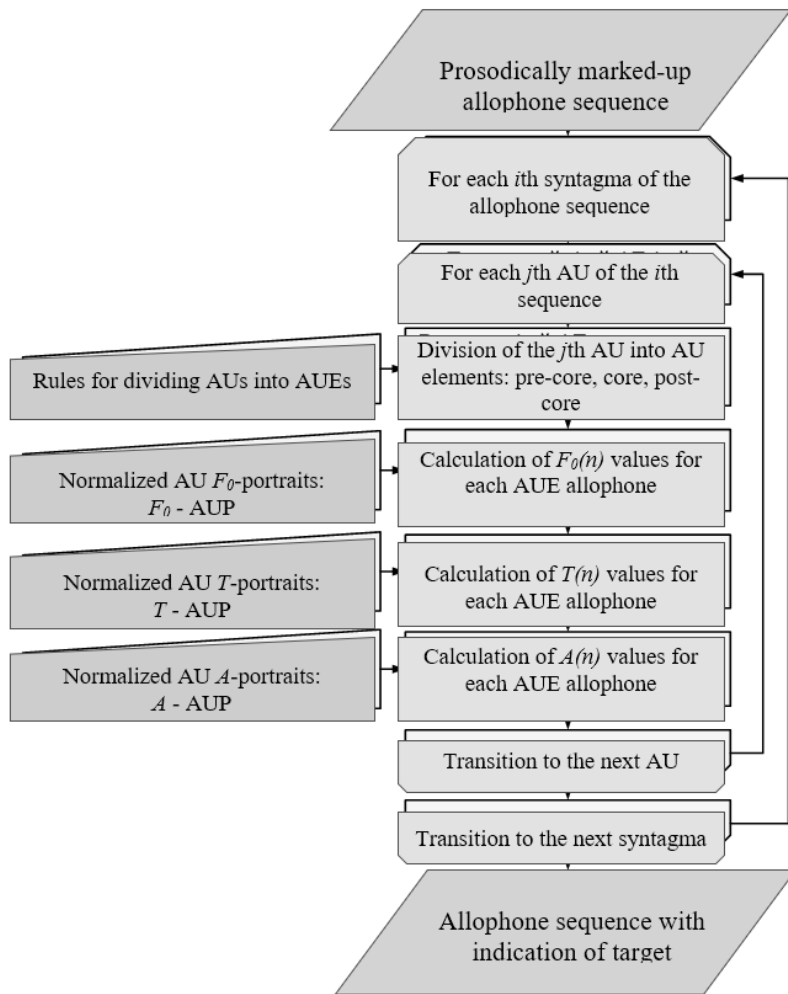 Prosodically marked-up
allophone sequence
For each ith syntagma of the
allophone sequence
For each jth AU of the ith
sequence
Rules for dividing AUs into AUEs
Division of the jth AU into AU
elements: pre-core, core, post-
core
Normalized AU F₀-portraits:
F₀ - AUP
Calculation of F₀(n) values for
each AUE allophone
Normalized AU T-portraits:
T - AUP
Calculation of T(n) values for
each AUE allophone
Normalized AU A-portraits:
A - AUP
Calculation of A(n) values for
each AUE allophone
Transition to the next AU
Transition to the next syntagma
Allophone sequence with
indication of target